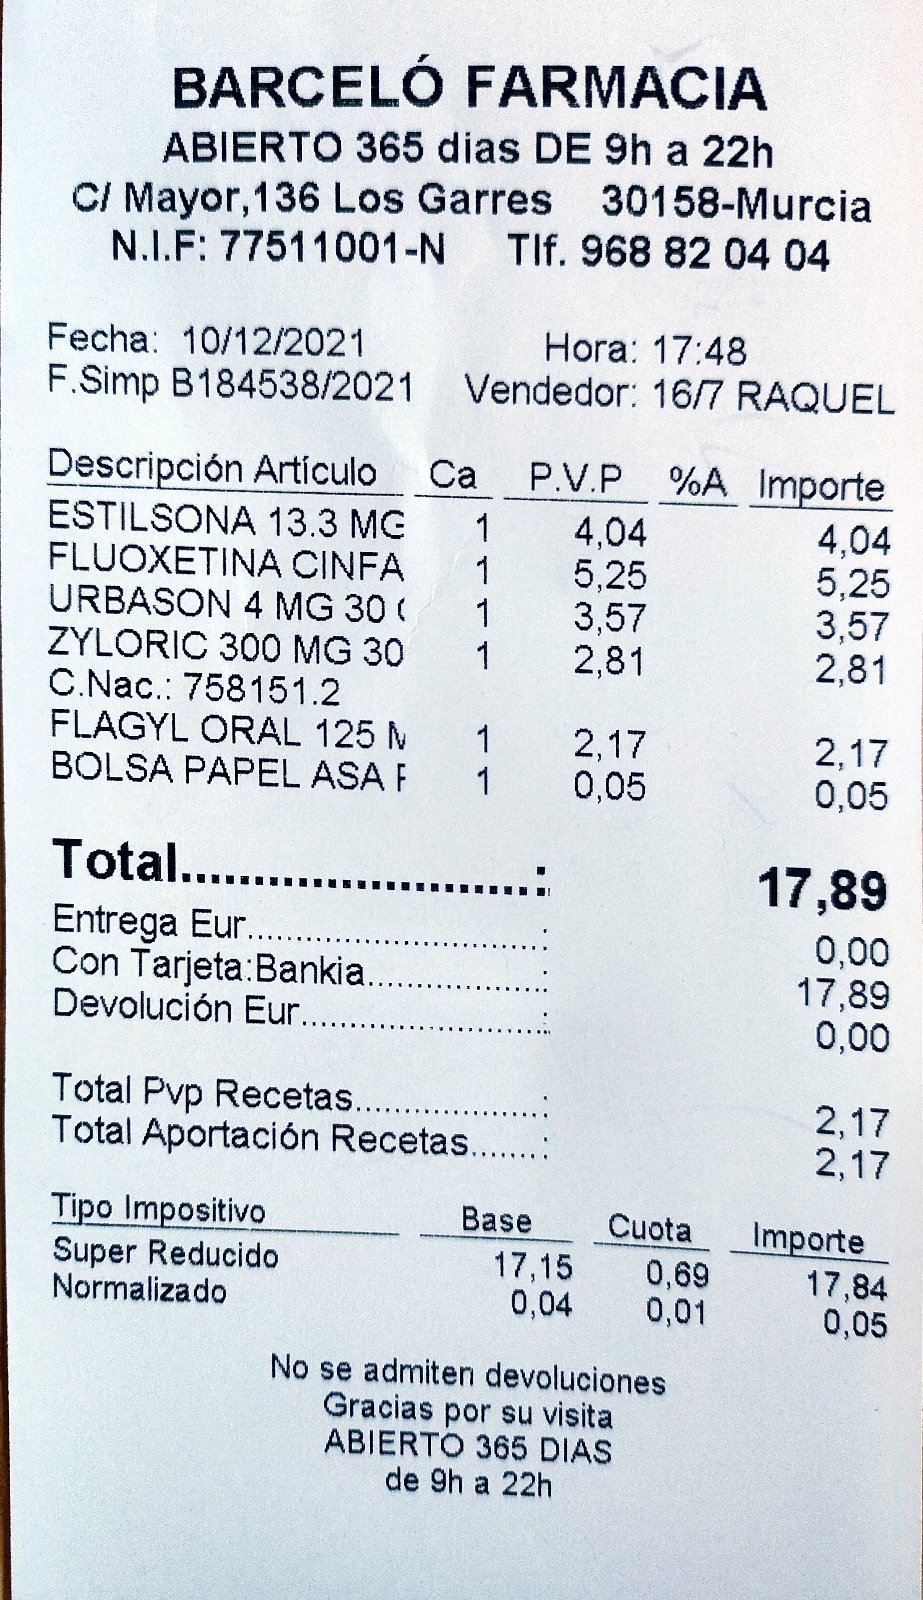 BARCELÓ FARMACIA
ABIERTO 365 dias DE 9h a 22h
C/ Mayor,136 Los Garres 30158-Murcia
N.I.F: 77511001-N Tlf. 968 82 04 04
Fecha: 10/12/2021 Hora: 17:48
F.Simp B184538/2021 Vendedor: 16/7 RAQUEL
Descripción Artículo Ca P.V.P %A Importe
ESTILSONA 13.3 MG 1 4,04 4,04
FLUOXETINA CINFA 1 5,25 5,25
URBASON 4 MG 30 ( 1 3,57 3,57
ZYLORIC 300 MG 30 1 2,81 2,81
C.Nac.: 758151.2
FLAGYL ORAL 125 M 1 2,17 2,17
BOLSA PAPEL ASA F 1 0,05 0,05
Total.........................: 17,89
Entrega Eur.............................: 0,00
Con Tarjeta:Bankia.................: 17,89
Devolución Eur.......................: 0,00
Total Pvp Recetas..................: 2,17
Total Aportación Recetas.......: 2,17
Tipo Impositivo Base Cuota Importe
Super Reducido 17,15 0,69 17,84
Normalizado 0,04 0,01 0,05
No se admiten devoluciones
Gracias por su visita
ABIERTO 365 DIAS
de 9h a 22h